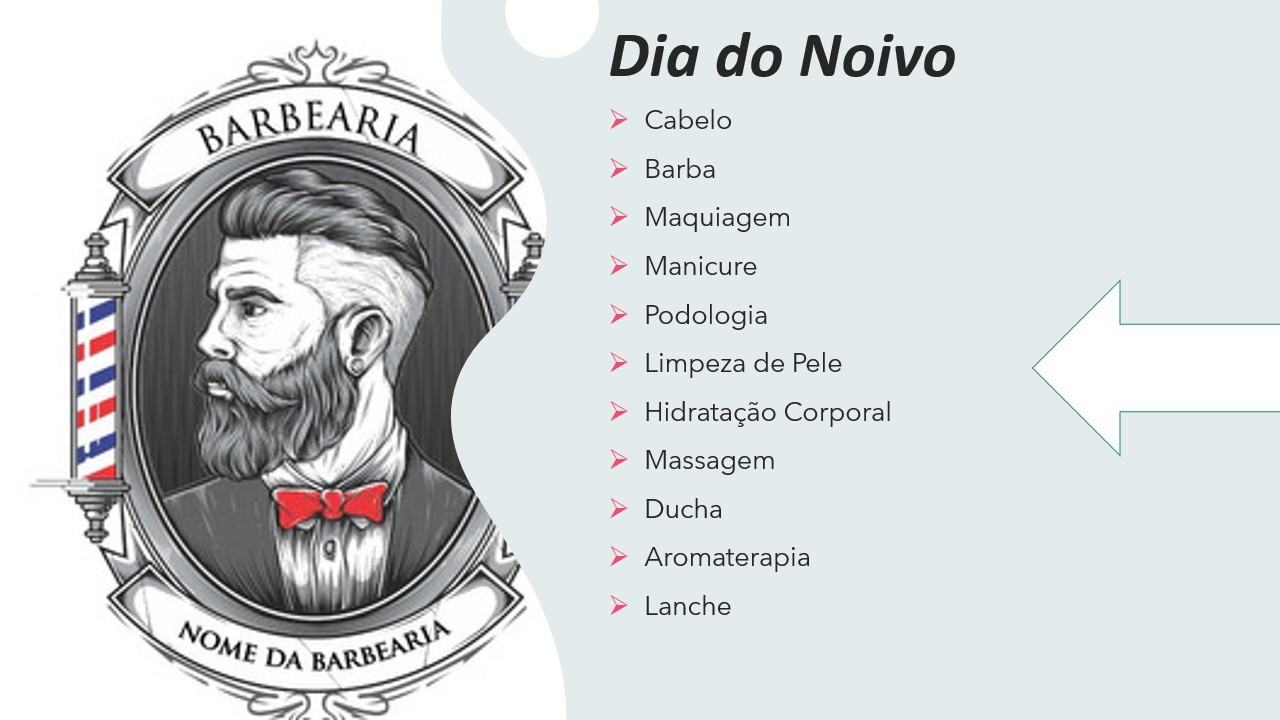 BARBEARIA
NOME DA BARBEARIA
Dia do Noivo
Cabelo
Barba
Maquiagem
Manicure
Podologia
Limpeza de Pele
Hidratação Corporal
Massagem
Ducha
Aromaterapia
Lanche